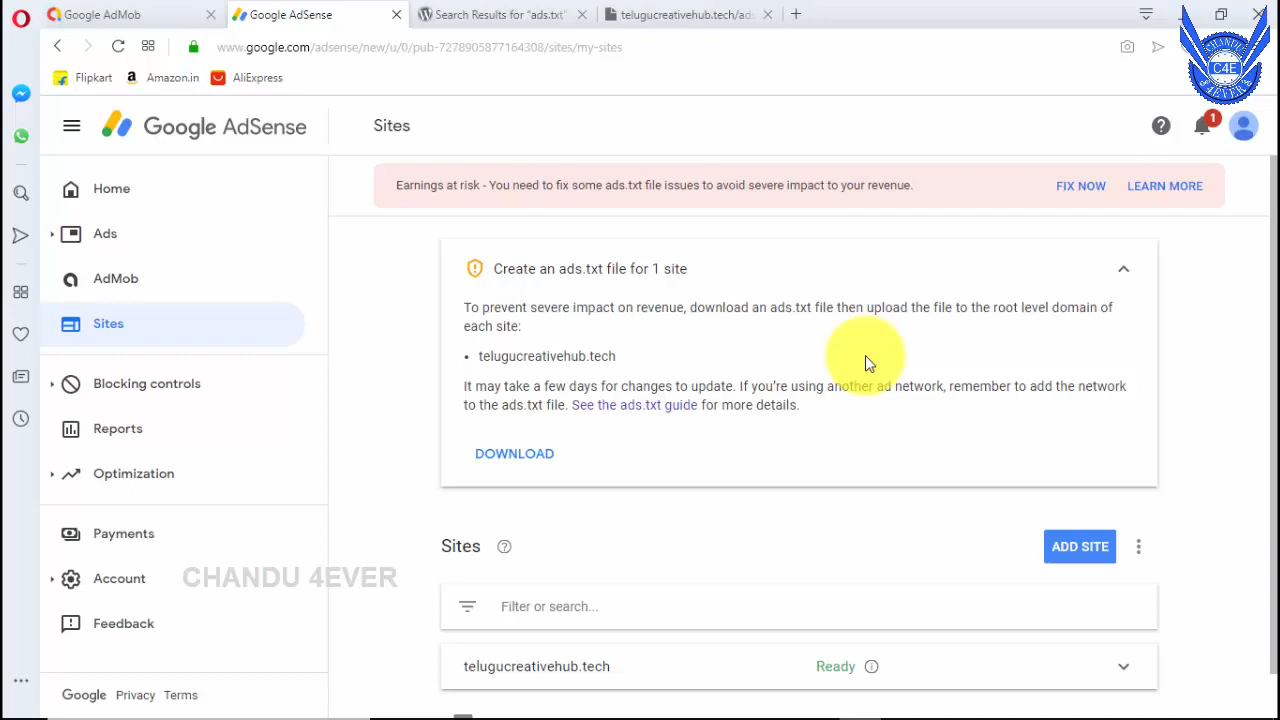 Google AdMob
Google AdSense
Search Results for “ads.txt”
telugucreativehub.tech/ads
www.google.com/adsense/new/u/0/pub-7278905877164308/sites/my-sites
Flipkart
Amazon.in
AliExpress
CHANDU
C4E
4EVER'S
Google AdSense
Sites
1
Home
Ads
AdMob
Sites
Blocking controls
Reports
Optimization
Payments
Account
Feedback
Google Privacy Terms
Earnings at risk - You need to fix some ads.txt file issues to avoid severe impact to your revenue.
FIX NOW
LEARN MORE
Create an ads.txt file for 1 site
To prevent severe impact on revenue, download an ads.txt file then upload the file to the root level domain of
each site:
• telugucreativehub.tech
It may take a few days for changes to update. If you’re using another ad network, remember to add the network
to the ads.txt file. See the ads.txt guide for more details.
DOWNLOAD
Sites
ADD SITE
CHANDU 4EVER
Filter or search...
telugucreativehub.tech
Ready